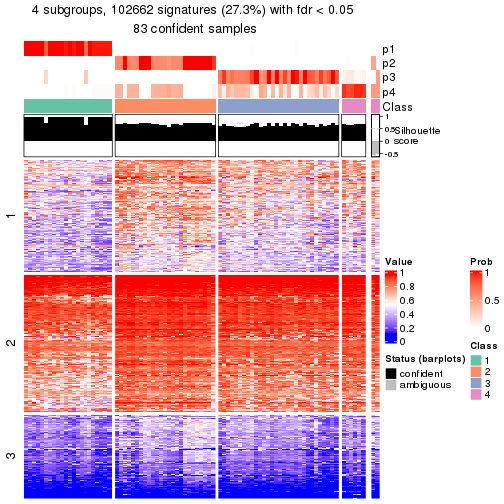 4 subgroups, 102662 signatures (27.3%) with fdr < 0.05
83 confident samples
p1
p2
p3
p4
Class
1
0.5
0
-0.5
Silhouette
score
1
2
3
Value
1
0.8
0.6
0.4
0.2
0
Prob
1
0.5
0
Status (barplots)
confident
ambiguous
Class
1
2
3
4